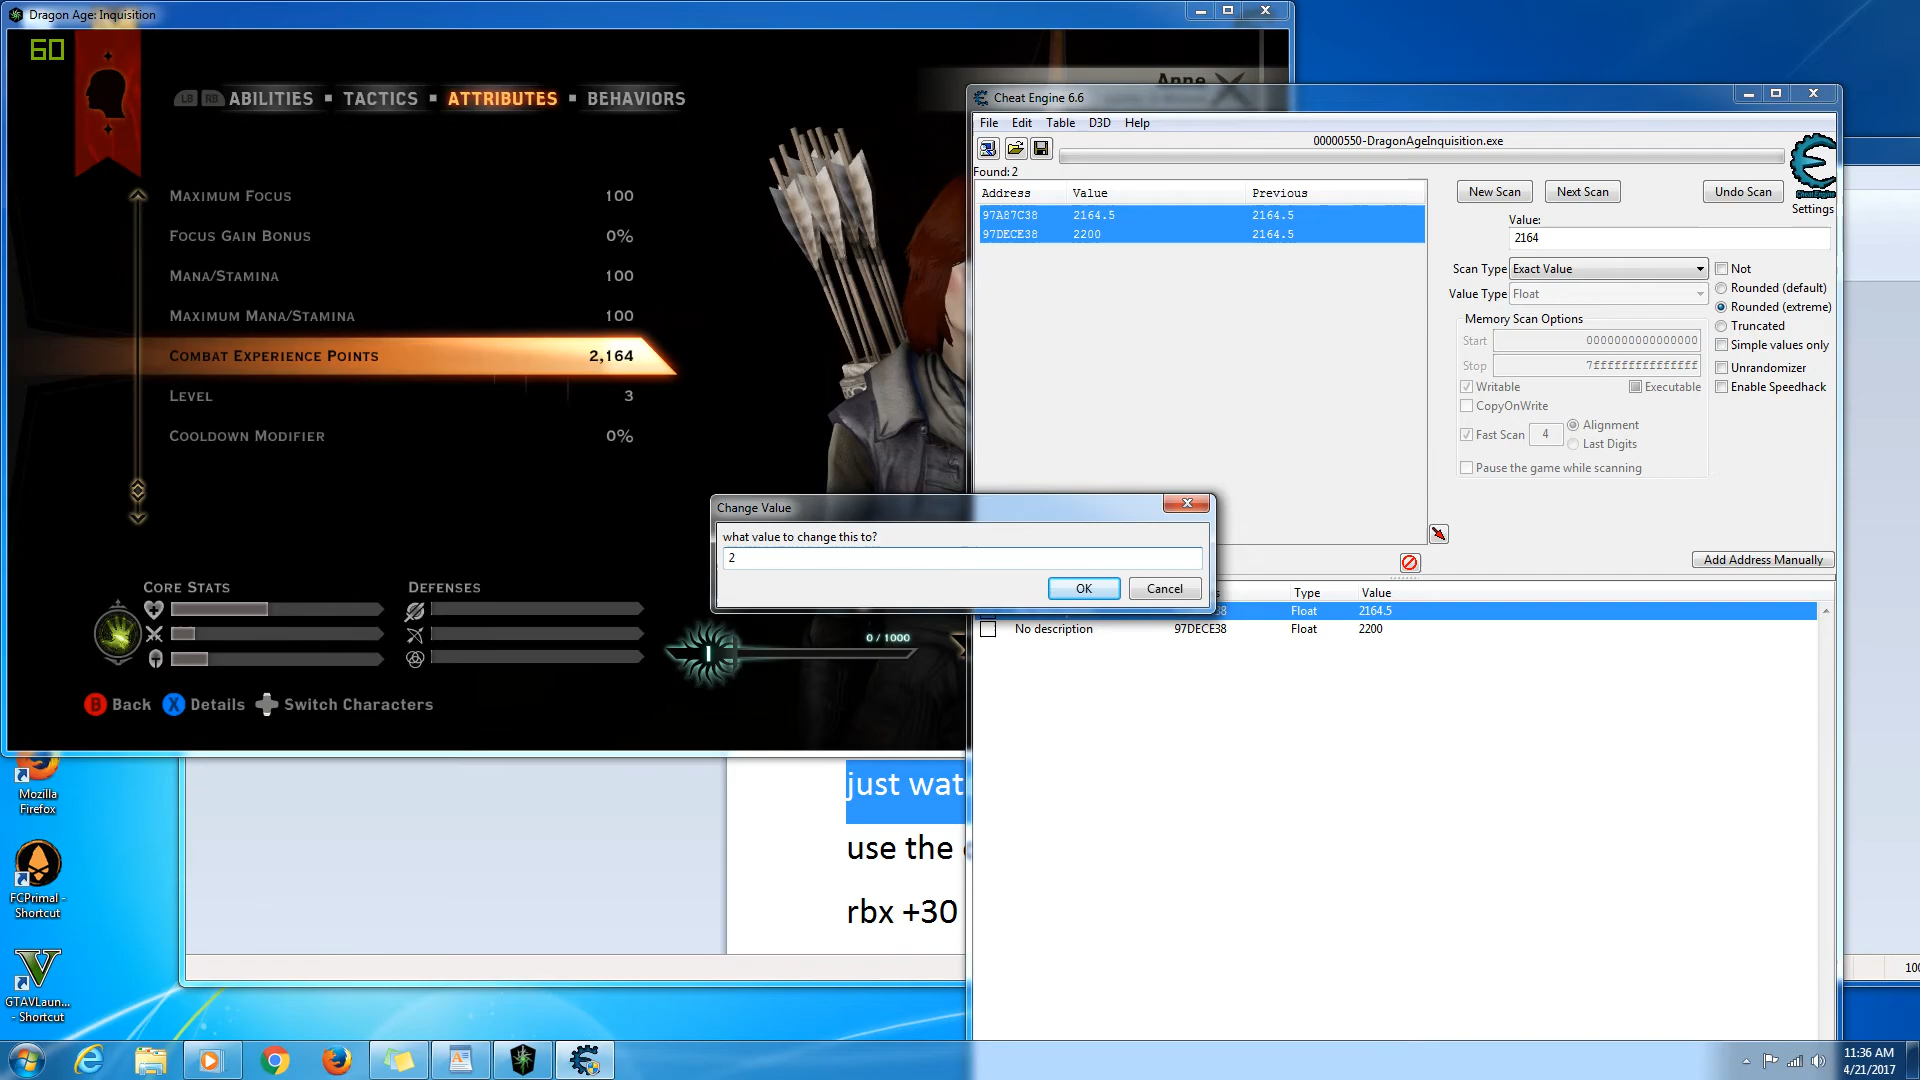 Dragon Age: Inquisition
60
LB RB ABILITIES ▪ TACTICS ▪ ATTRIBUTES ▪ BEHAVIORS
Anne
MAXIMUM FOCUS 100
FOCUS GAIN BONUS 0%
MANA/STAMINA 100
MAXIMUM MANA/STAMINA 100
COMBAT EXPERIENCE POINTS 2,164
LEVEL 3
COOLDOWN MODIFIER 0%
CORE STATS
DEFENSES
0 / 1000
B Back X Details Switch Characters
Cheat Engine 6.6
File Edit Table D3D Help
00000550-DragonAgeInquisition.exe
Found: 2
Address Value Previous
97A87C38 2164.5 2164.5
97DECE38 2200 2164.5
New Scan Next Scan Undo Scan
Settings
Value:
2164
Scan Type Exact Value
Value Type Float
Not
Rounded (default)
Rounded (extreme)
Truncated
Simple values only
Unrandomizer
Enable Speedhack
Memory Scan Options
Start 0000000000000000
Stop 7fffffffffffffff
Writable Executable
CopyOnWrite
Fast Scan 4 Alignment
Last Digits
Pause the game while scanning
Add Address Manually
Change Value
what value to change this to?
2
OK Cancel
Type Value
38 Float 2164.5
No description 97DECE38 Float 2200
just wat
use the
rbx +30
100
Mozilla
Firefox
FCPrimal -
Shortcut
GTAVLaun...
- Shortcut
11:36 AM
4/21/2017